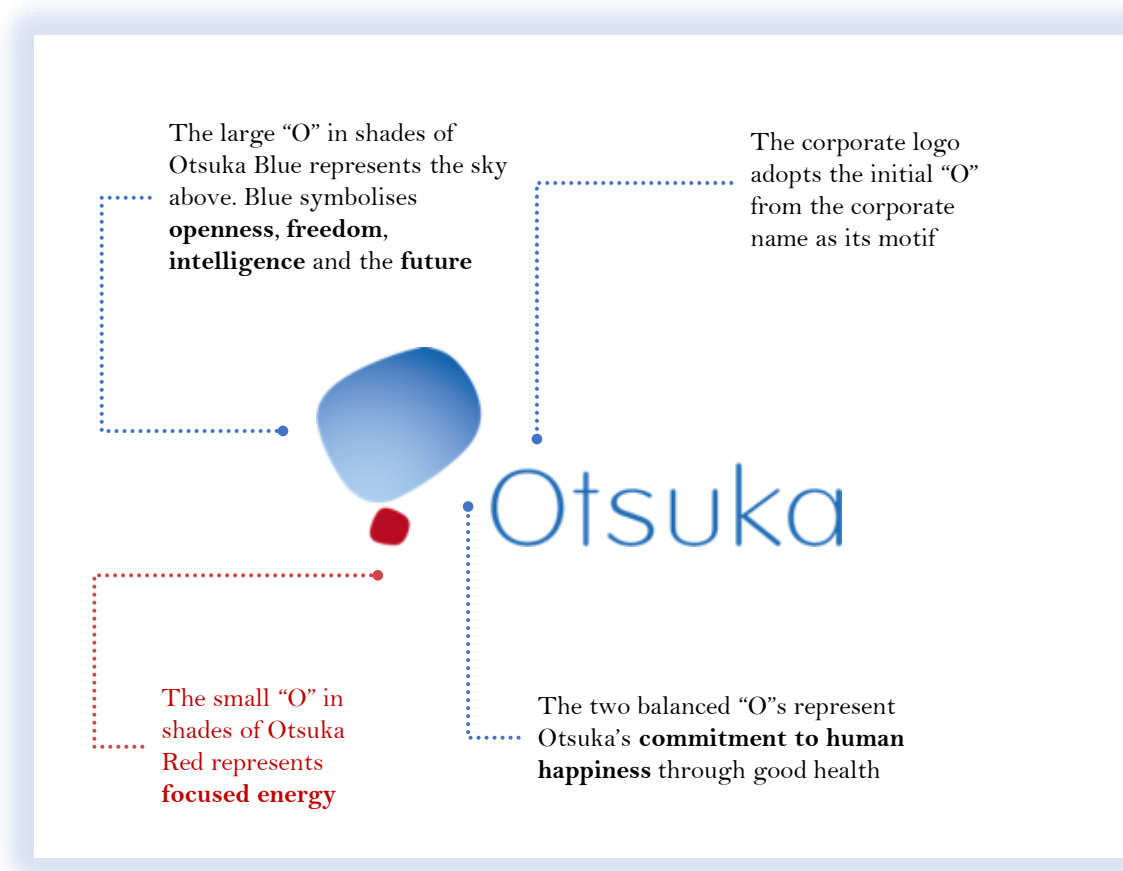 The large “O” in shades of
Otsuka Blue represents the sky
above. Blue symbolises
openness, freedom,
intelligence and the future
The corporate logo
adopts the initial “O”
from the corporate
name as its motif
Otsuka
The small “O” in
shades of Otsuka
Red represents
focused energy
The two balanced “O”s represent
Otsuka’s commitment to human
happiness through good health